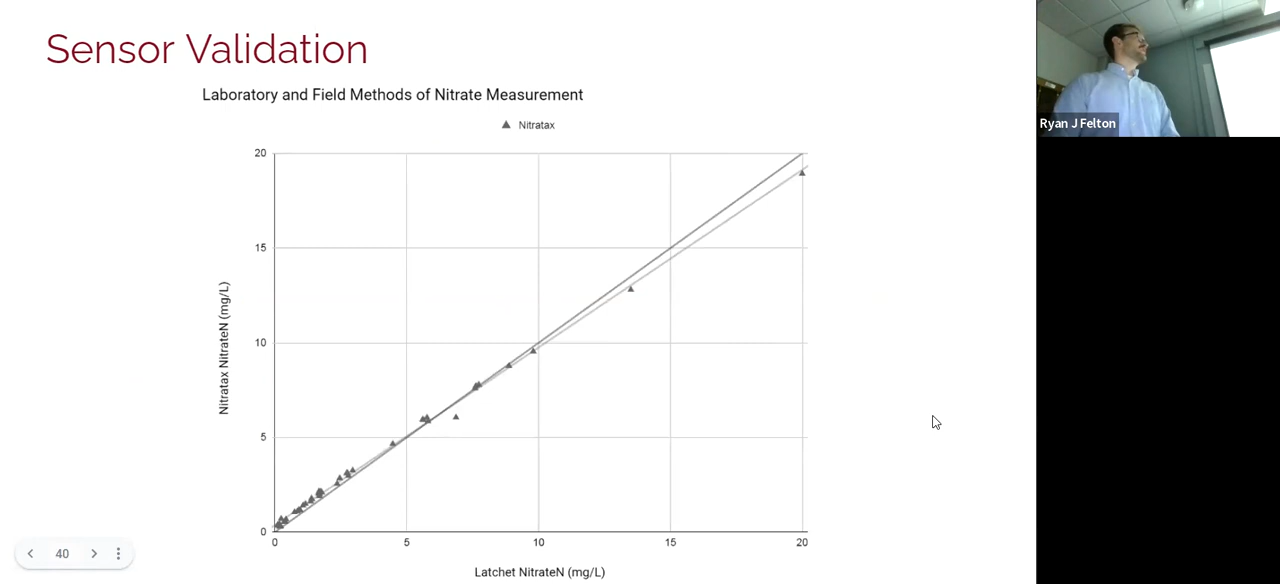 Sensor Validation
Laboratory and Field Methods of Nitrate Measurement
Nitratax
Ryan J Felton
20
15
10
5
0
Nitratax NitrateN (mg/L)
0 5 10 15 20
Latchet NitrateN (mg/L)
40